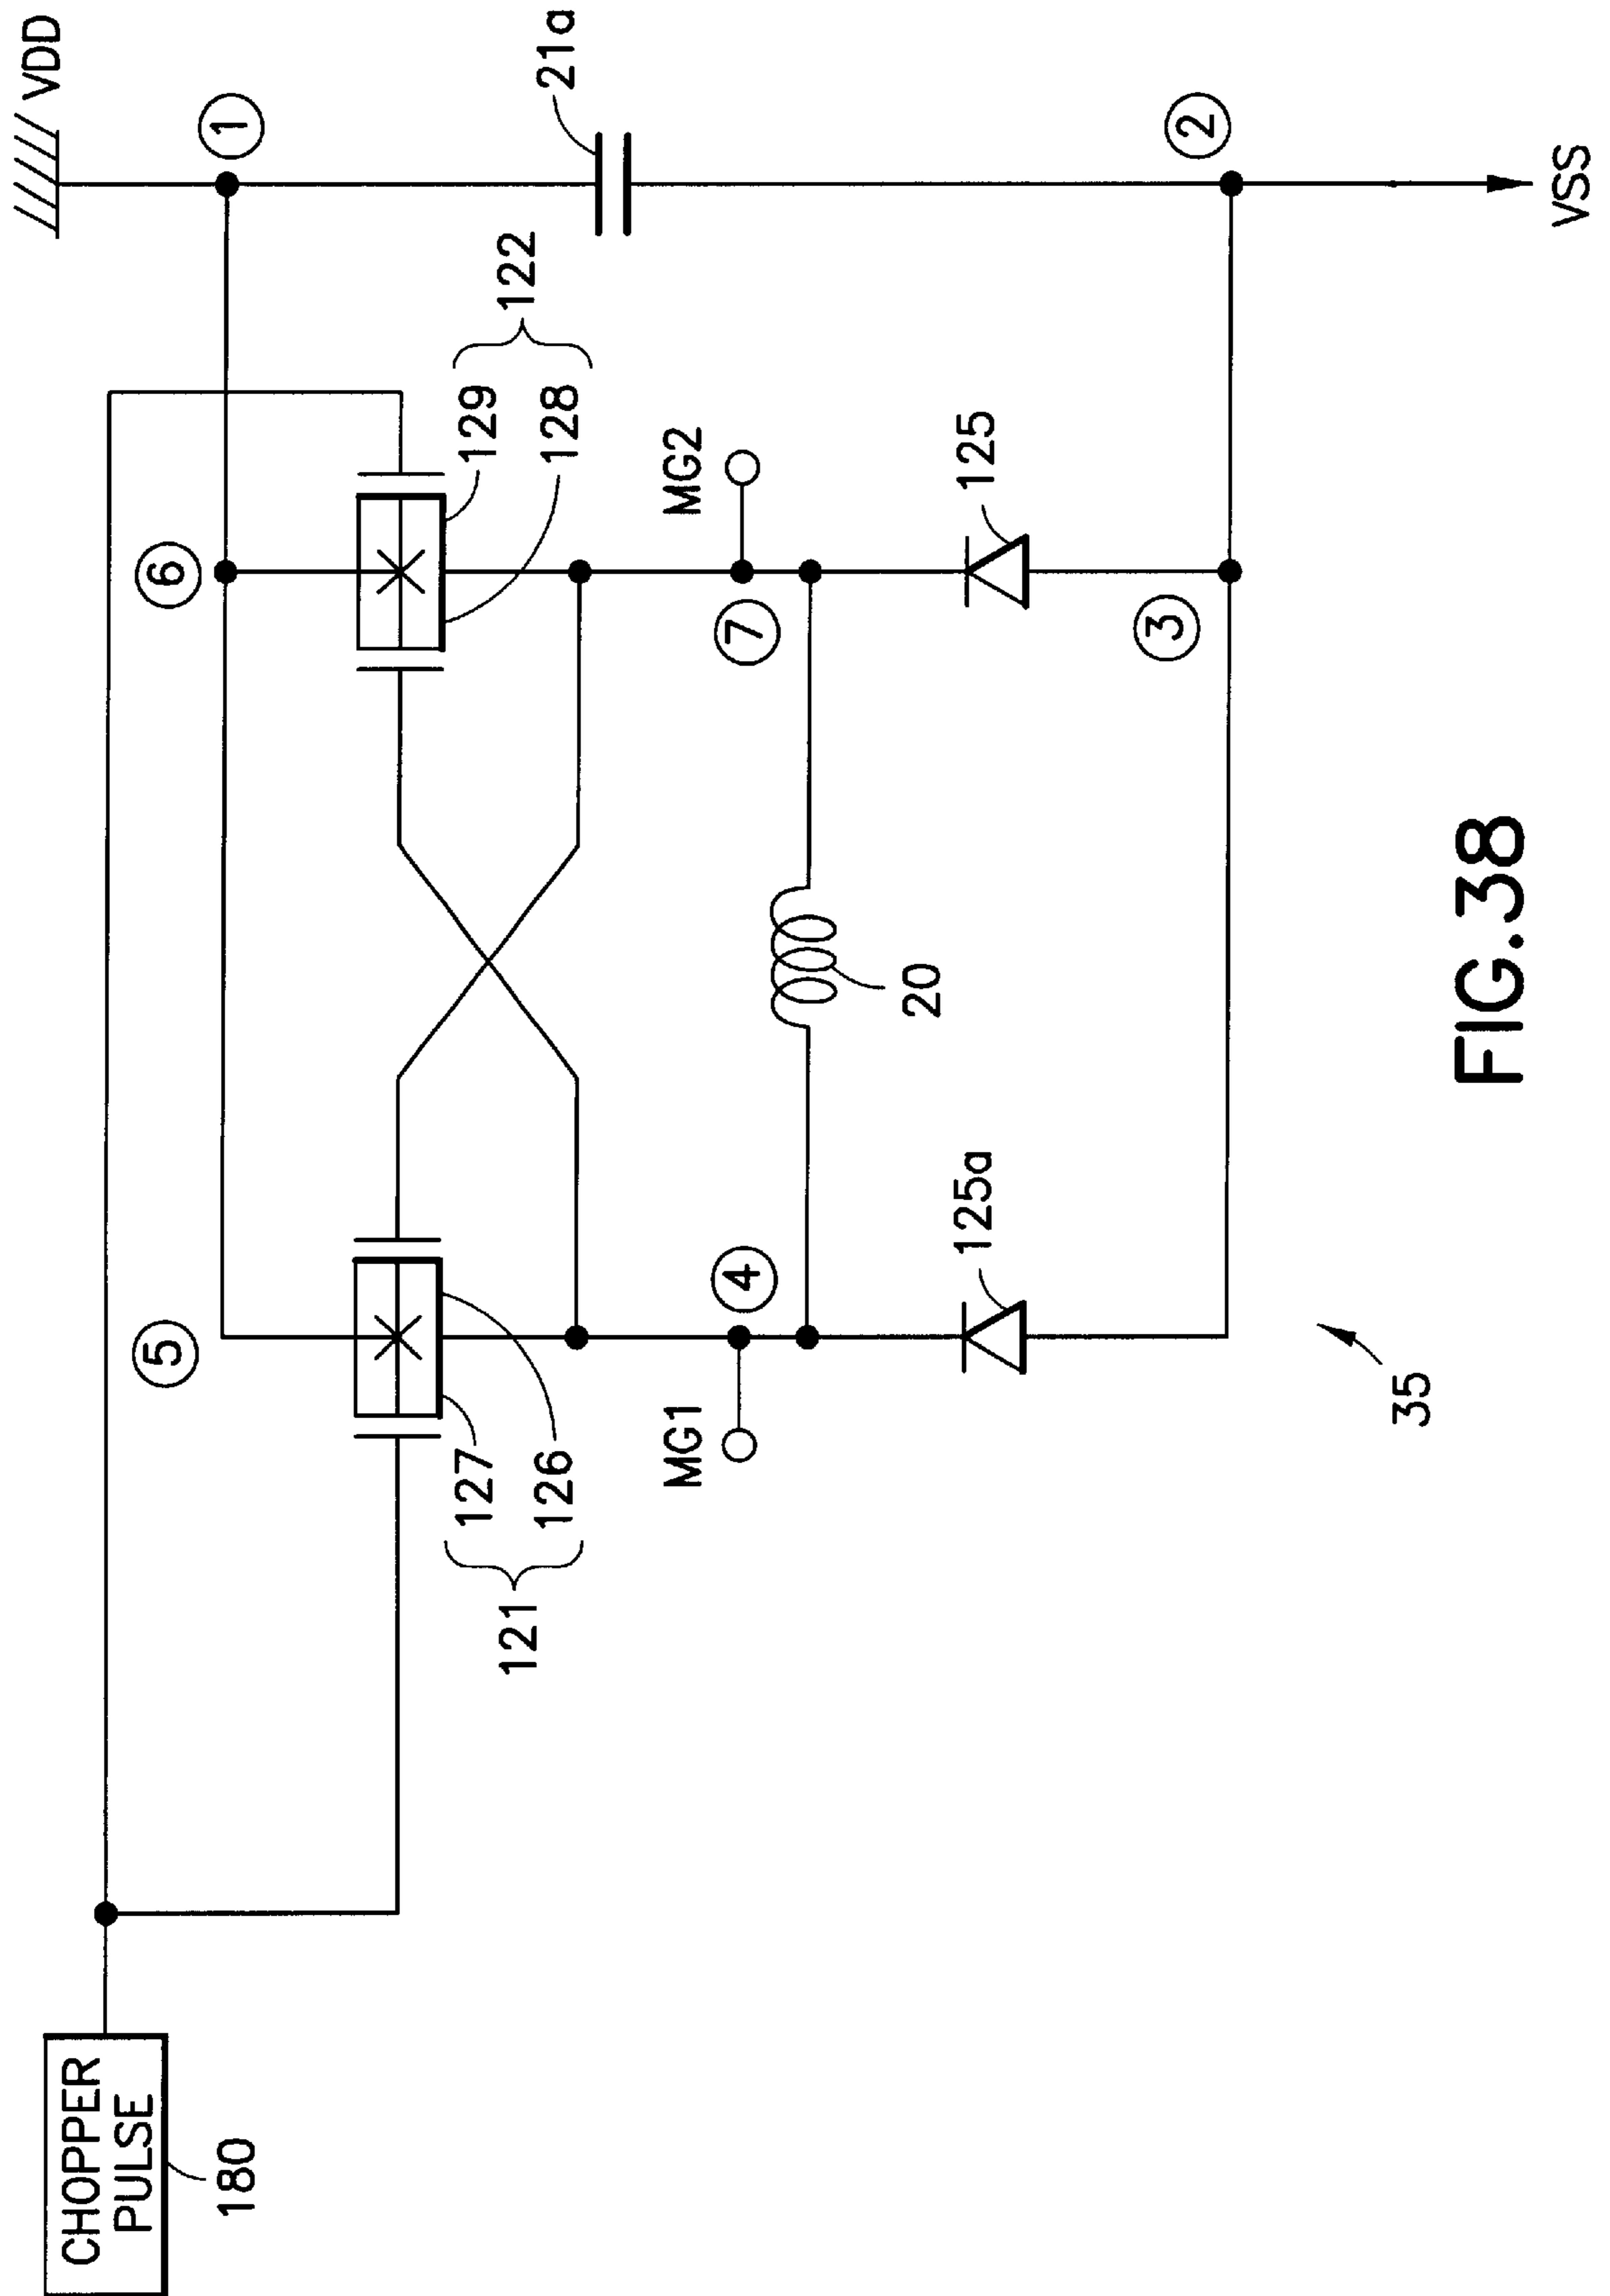 CHOPPER
PULSE
180
VDD
①
⑤
⑥
21a
127
126
121
129
128
122
MG1
④
MG2
⑦
20
125a
125
③
②
VSS
35
FIG.38